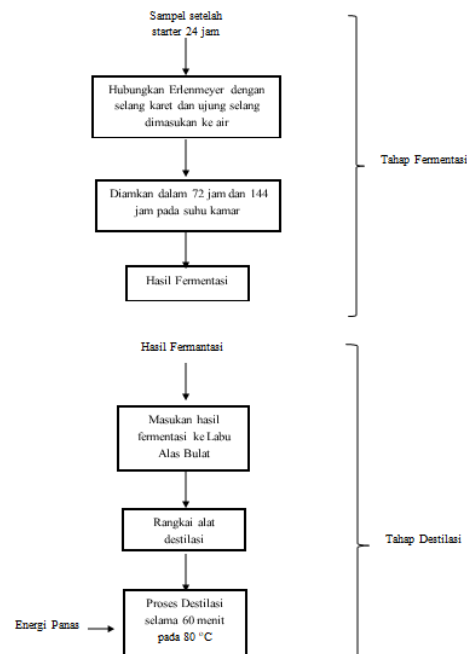 Sampel setelah
starter 24 jam
Hubungkan Erlenmeyer dengan
selang karet dan ujung selang
dimasukan ke air
Tahap Fermentasi
Diamkan dalam 72 jam dan 144
jam pada suhu kamar
Hasil Fermentasi
Hasil Fermantasi
Masukan hasil
fermentasi ke Labu
Alas Bulat
Rangkai alat
destilasi
Tahap Destilasi
Proses Destilasi
selama 60 menit
pada 80 °C
Energi Panas